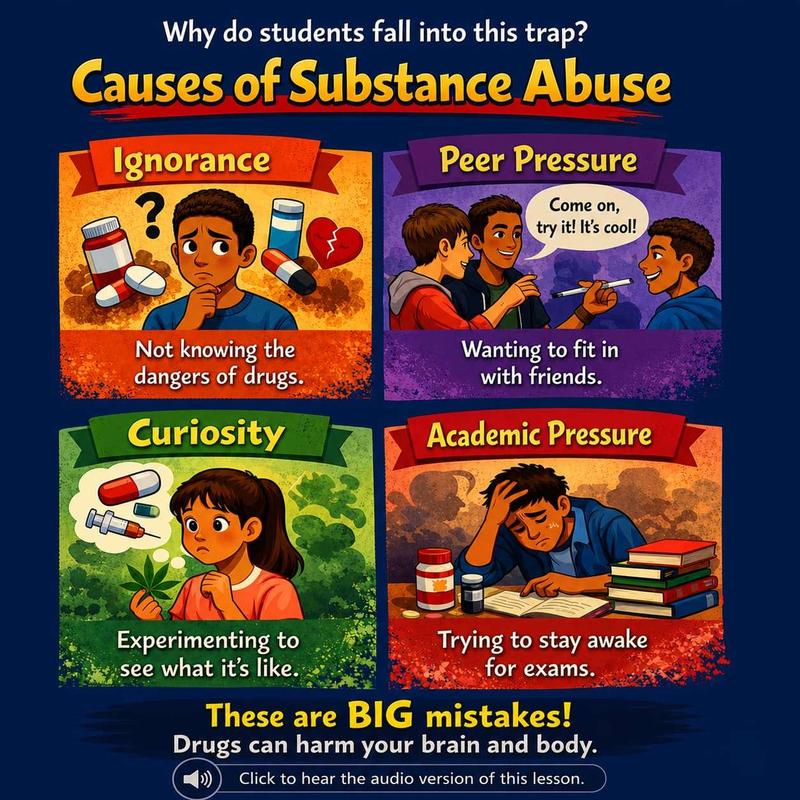 Why do students fall into this trap?
Causes of Substance Abuse
Ignorance
?
Not knowing the
dangers of drugs.
Peer Pressure
Come on,
try it! It's cool!
Wanting to fit in
with friends.
Curiosity
Experimenting to
see what it's like.
Academic Pressure
Trying to stay awake
for exams.
These are BIG mistakes!
Drugs can harm your brain and body.
Click to hear the audio version of this lesson.